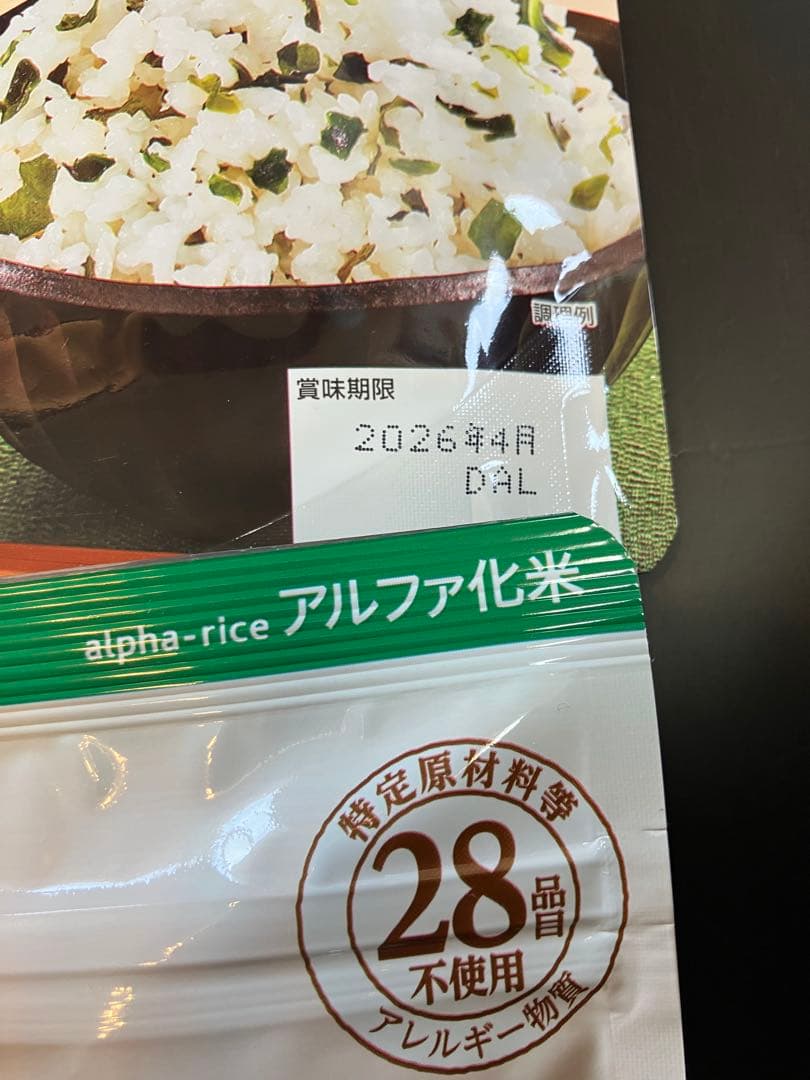 調理例
賞味期限
2026年4月
DAL
alpha-rice アルファ化米
特定原材料等
28品目
不使用
アレルギー物質